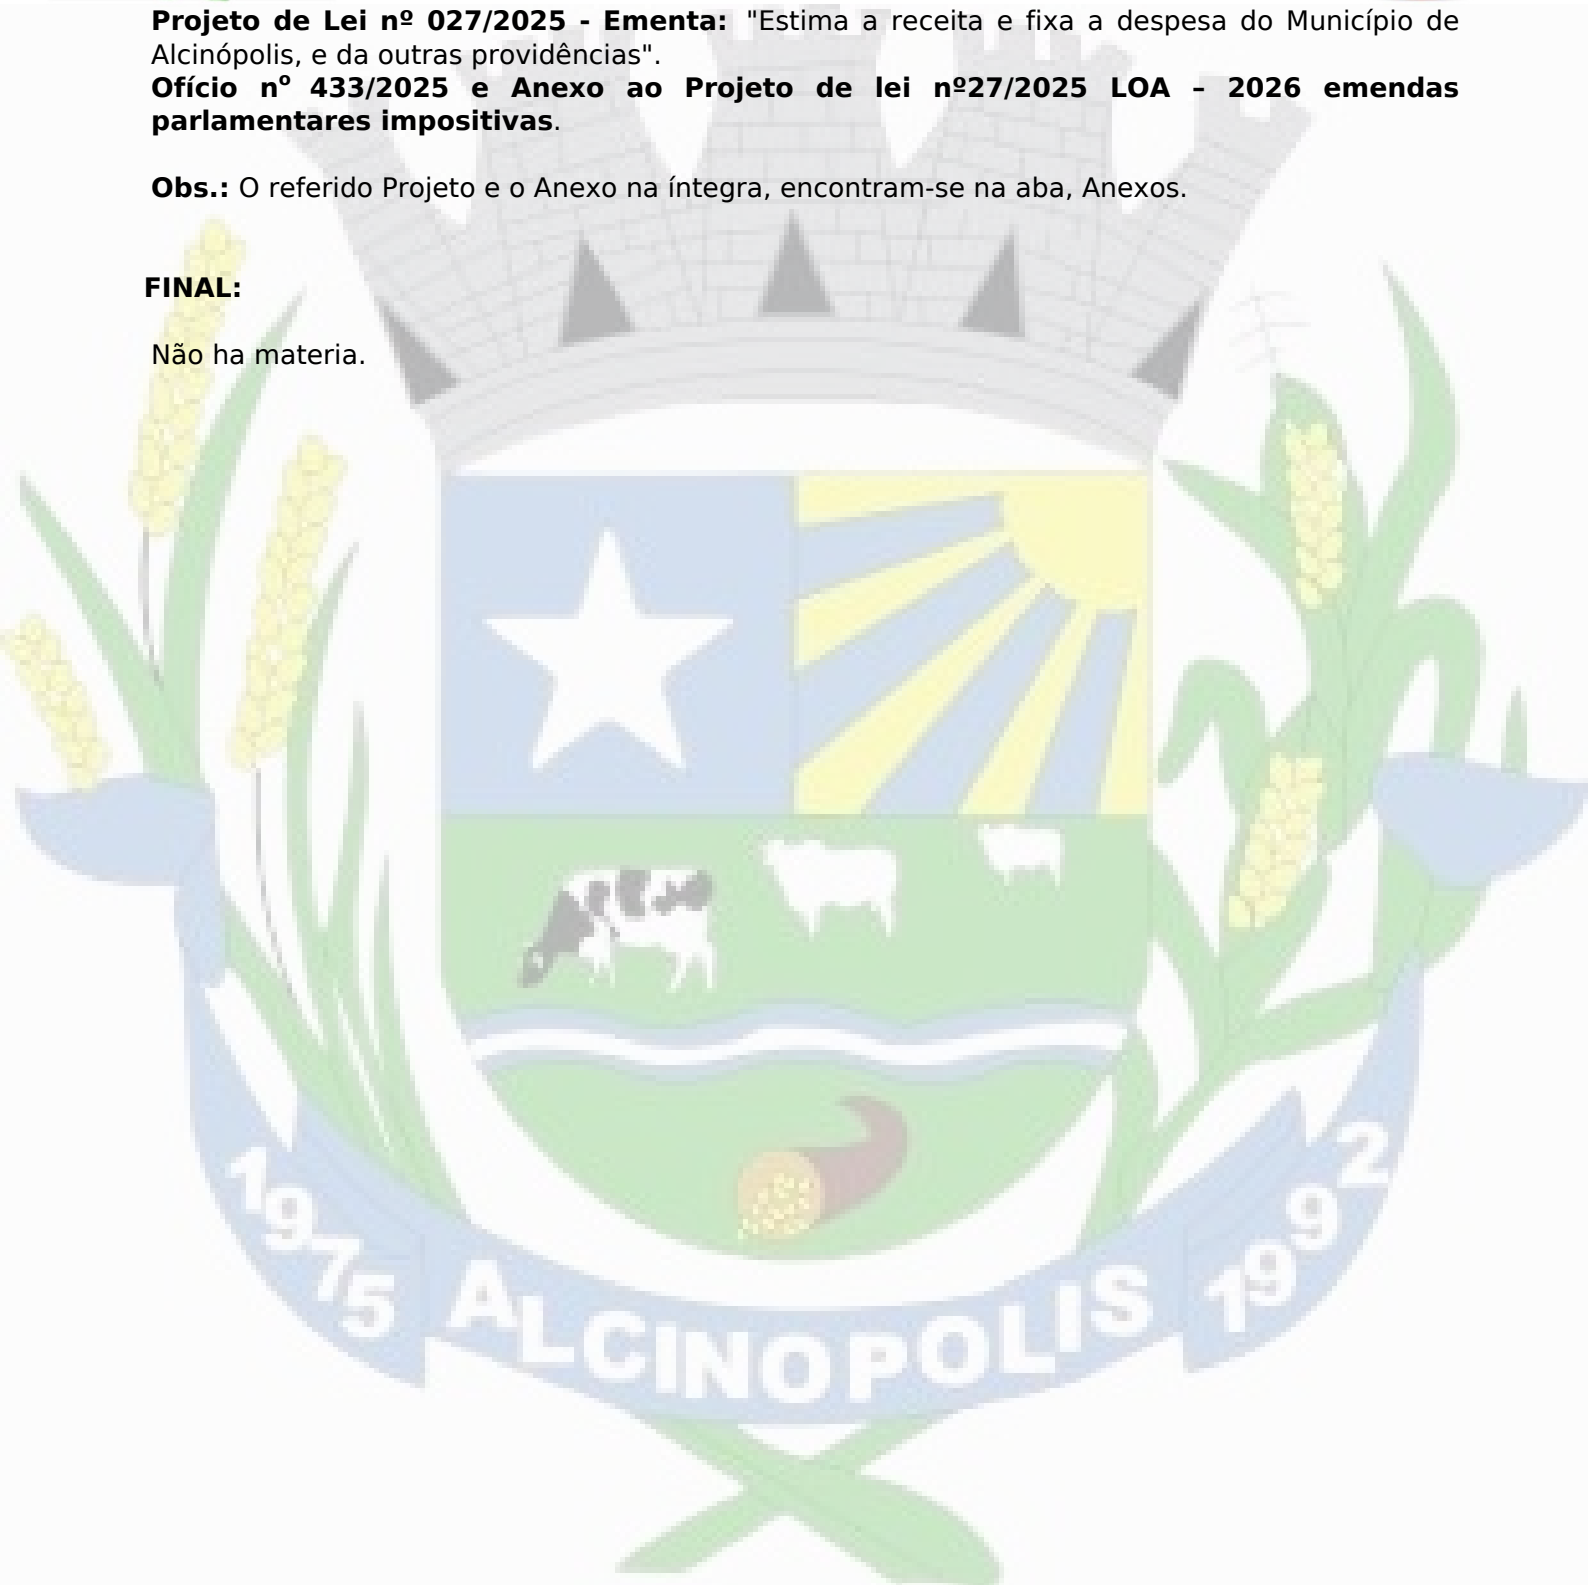 Projeto de Lei nº 027/2025 - Ementa: "Estima a receita e fixa a despesa do Município de
Alcinópolis, e da outras providências".
Ofício nº 433/2025 e Anexo ao Projeto de lei nº27/2025 LOA – 2026 emendas
parlamentares impositivas.
Obs.: O referido Projeto e o Anexo na íntegra, encontram-se na aba, Anexos.
FINAL:
Não ha materia.
1975 ALCINOPOLIS 1992